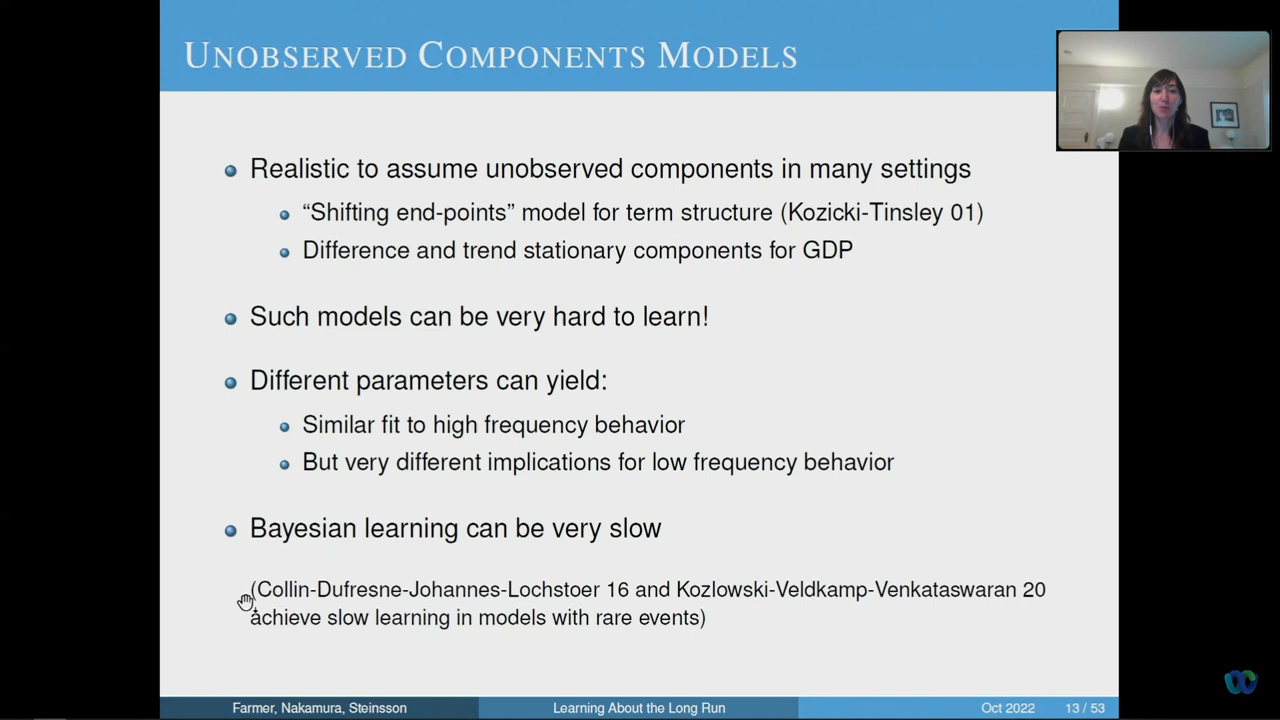 UNOBSERVED COMPONENTS MODELS
Realistic to assume unobserved components in many settings
“Shifting end-points” model for term structure (Kozicki-Tinsley 01)
Difference and trend stationary components for GDP
Such models can be very hard to learn!
Different parameters can yield:
Similar fit to high frequency behavior
But very different implications for low frequency behavior
Bayesian learning can be very slow
(Collin-Dufresne-Johannes-Lochstoer 16 and Kozlowski-Veldkamp-Venkataswaran 20
achieve slow learning in models with rare events)
Farmer, Nakamura, Steinsson
Learning About the Long Run
Oct 2022
13 / 53